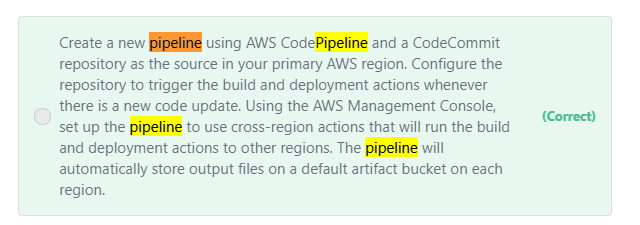 Create a new pipeline using AWS CodePipeline and a CodeCommit
repository as the source in your primary AWS region. Configure the
repository to trigger the build and deployment actions whenever
there is a new code update. Using the AWS Management Console,
set up the pipeline to use cross-region actions that will run the build
and deployment actions to other regions. The pipeline will
automatically store output files on a default artifact bucket on each
region.
(Correct)